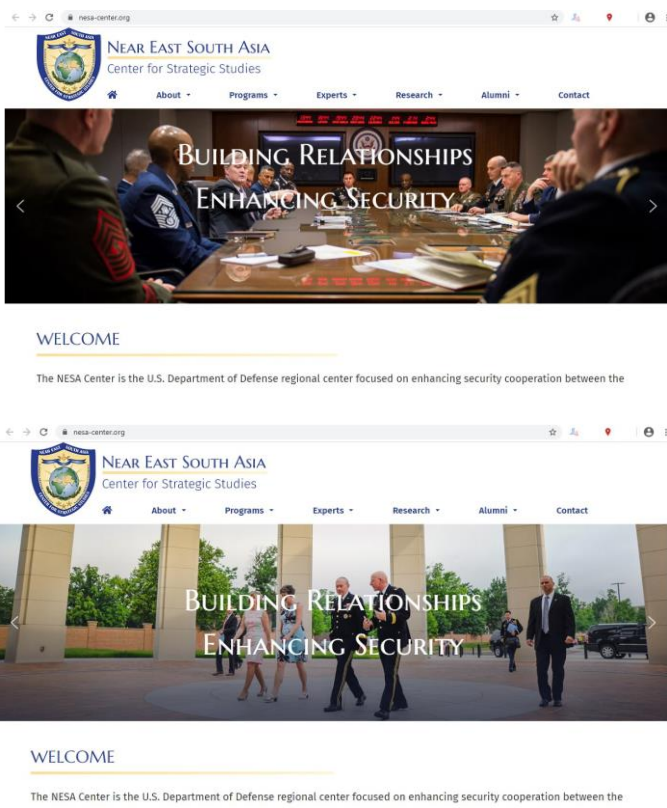 nesa-center.org
NEAR EAST SOUTH ASIA
Center for Strategic Studies
About Programs Experts Research Alumni Contact
BUILDING RELATIONSHIPS
ENHANCING SECURITY
WELCOME
The NESA Center is the U.S. Department of Defense regional center focused on enhancing security cooperation between the
nesa-center.org
NEAR EAST SOUTH ASIA
Center for Strategic Studies
About Programs Experts Research Alumni Contact
BUILDING RELATIONSHIPS
ENHANCING SECURITY
WELCOME
The NESA Center is the U.S. Department of Defense regional center focused on enhancing security cooperation between the